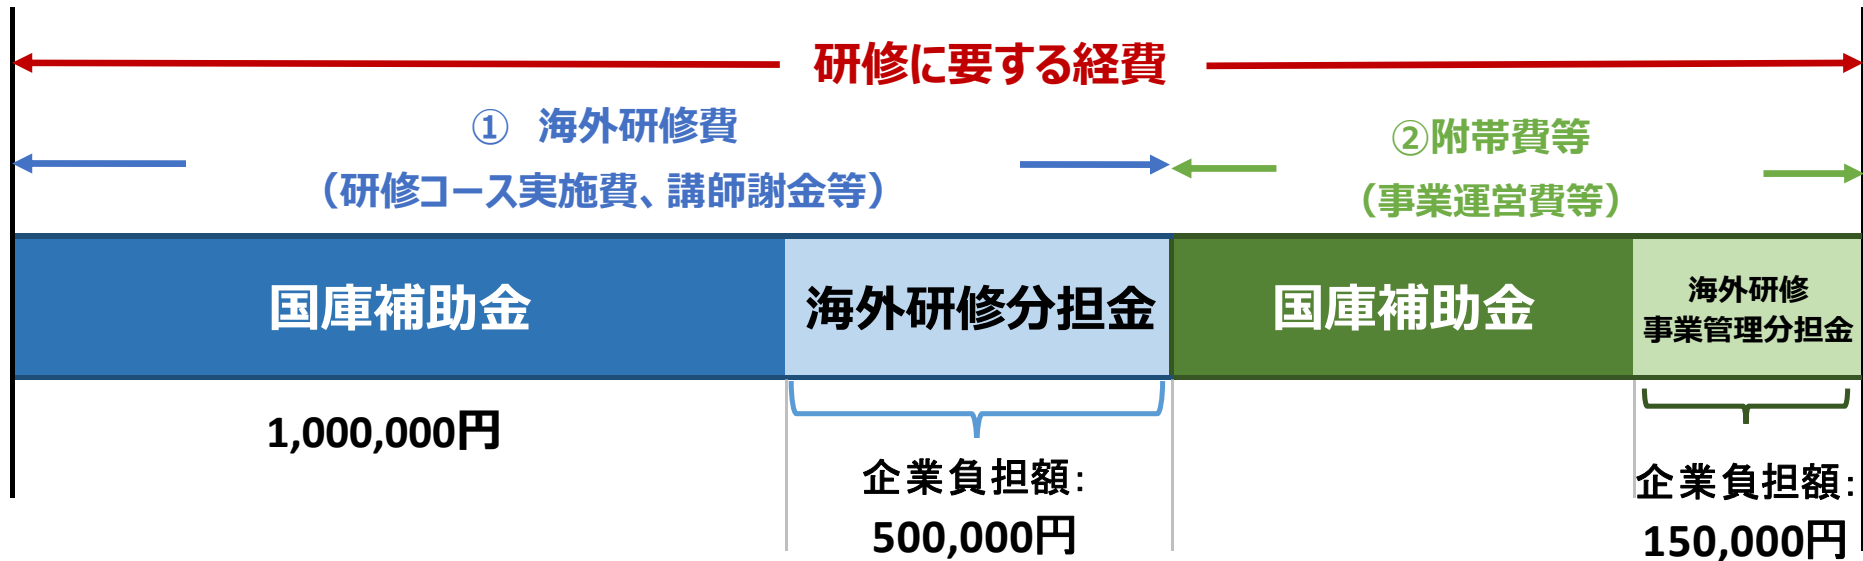 研修に要する経費
① 海外研修費
（研修コース実施費、講師謝金等）
②附帯費等
（事業運営費等）
国庫補助金
海外研修分担金
国庫補助金
海外研修
事業管理分担金
1,000,000円
企業負担額：
500,000円
企業負担額：
150,000円